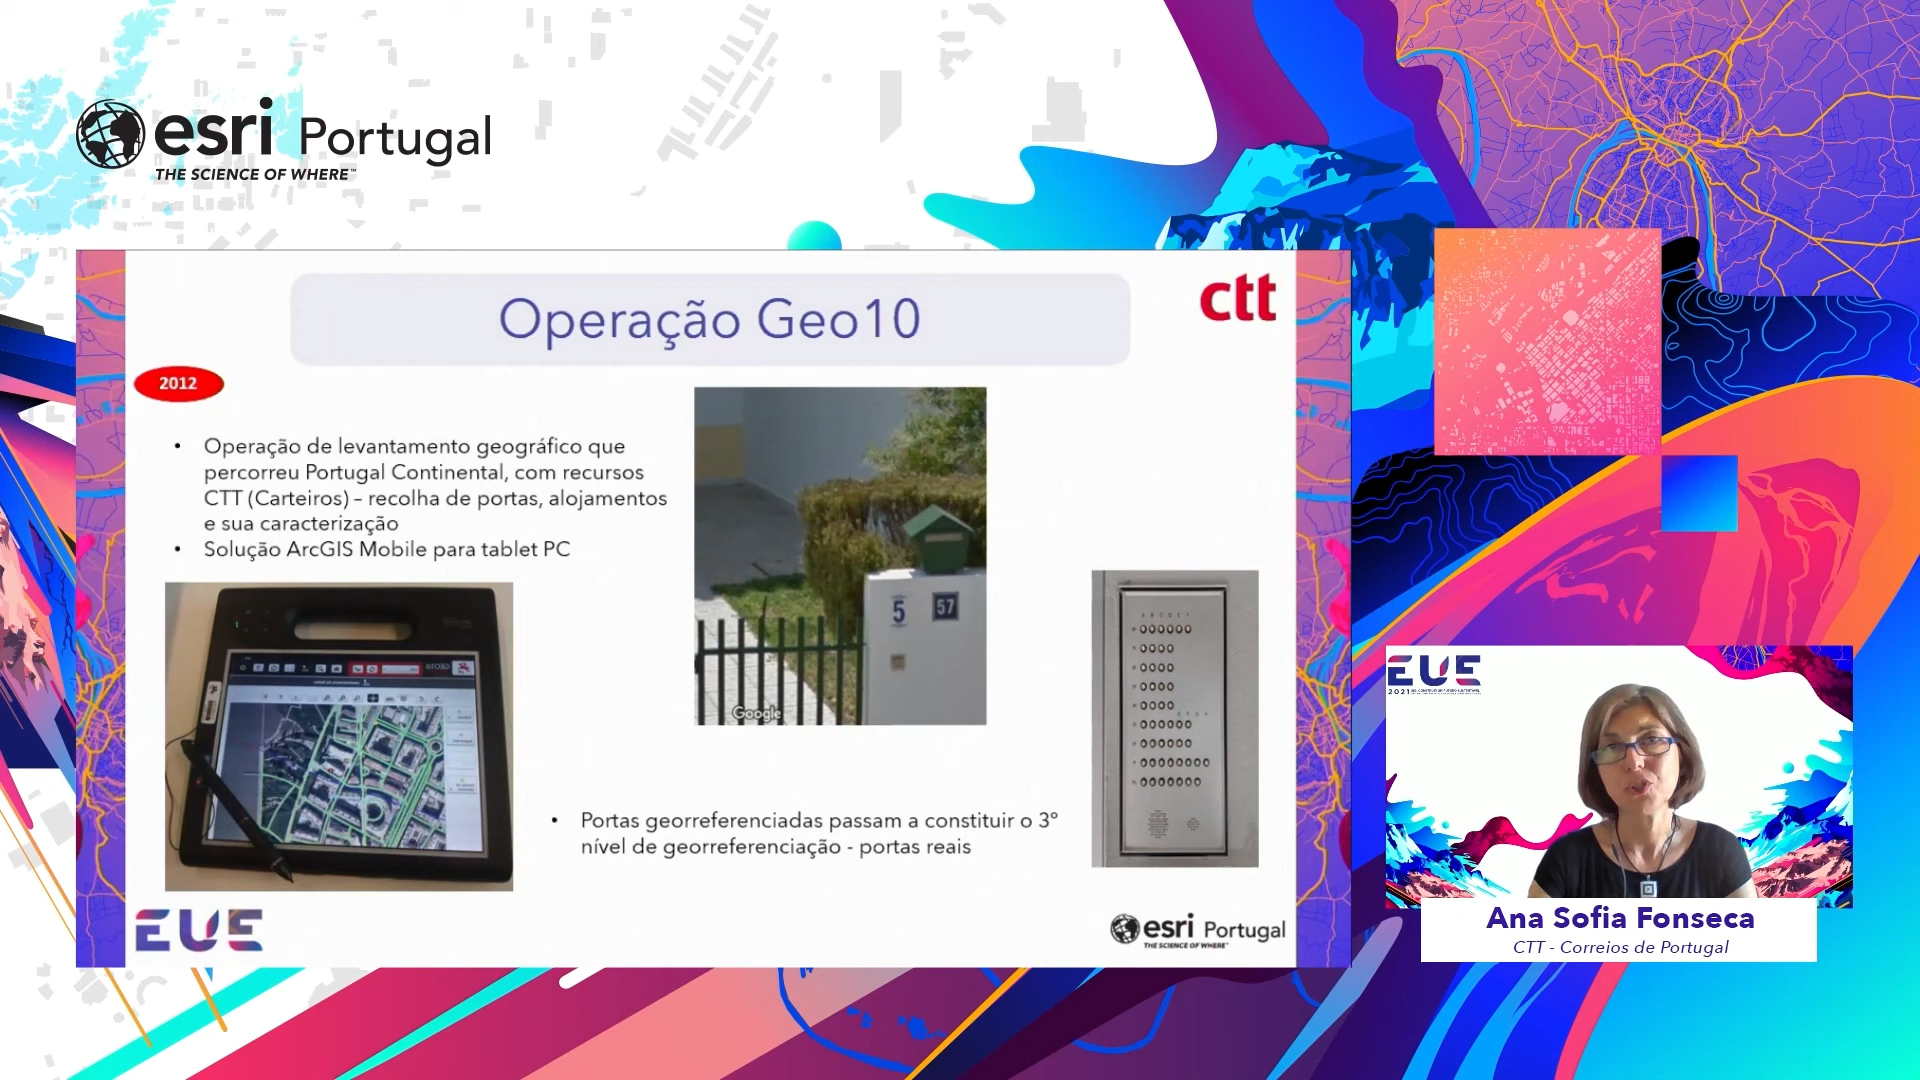 esri Portugal
THE SCIENCE OF WHERE™
Operação Geo10
ctt
2012
• Operação de levantamento geográfico que
percorreu Portugal Continental, com recursos
CTT (Carteiros) – recolha de portas, alojamentos
e sua caracterização
• Solução ArcGIS Mobile para tablet PC
5
57
Google
• Portas georreferenciadas passam a constituir o 3º
nível de georreferenciação - portas reais
EUE
esri Portugal
THE SCIENCE OF WHERE™
EUE
2021
Ana Sofia Fonseca
CTT - Correios de Portugal